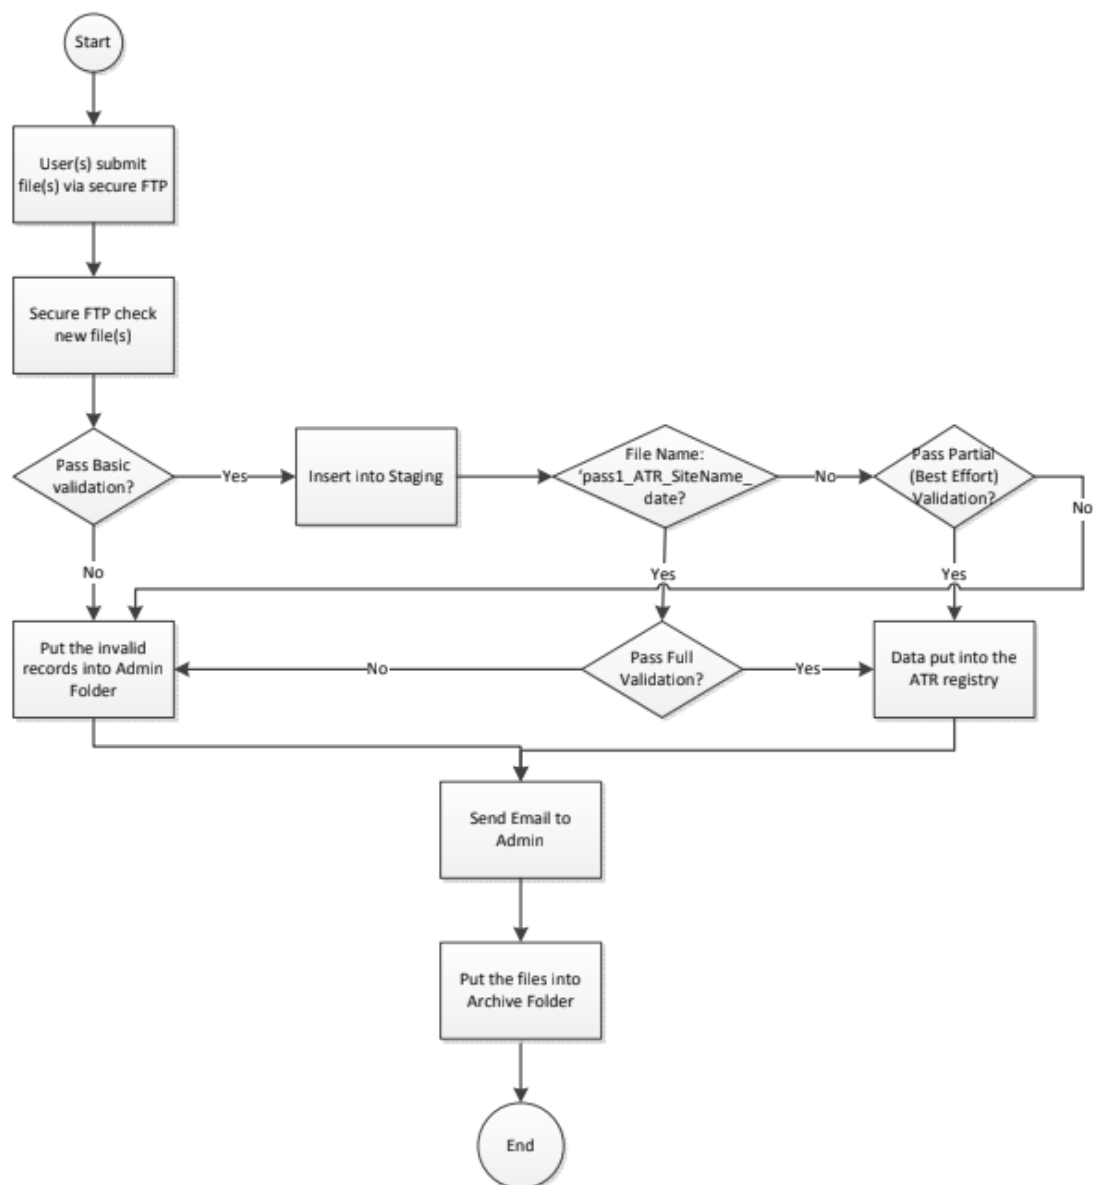 Start
User(s) submit
file(s) via secure FTP
Secure FTP check
new file(s)
Pass Basic
validation?
Yes
Insert into Staging
File Name:
‘pass1_ATR_SiteName_
date?
No
Pass Partial
(Best Effort)
Validation?
No
No
Yes
Yes
Put the invalid
records into Admin
Folder
No
Pass Full
Validation?
Yes
Data put into the
ATR registry
Send Email to
Admin
Put the files into
Archive Folder
End